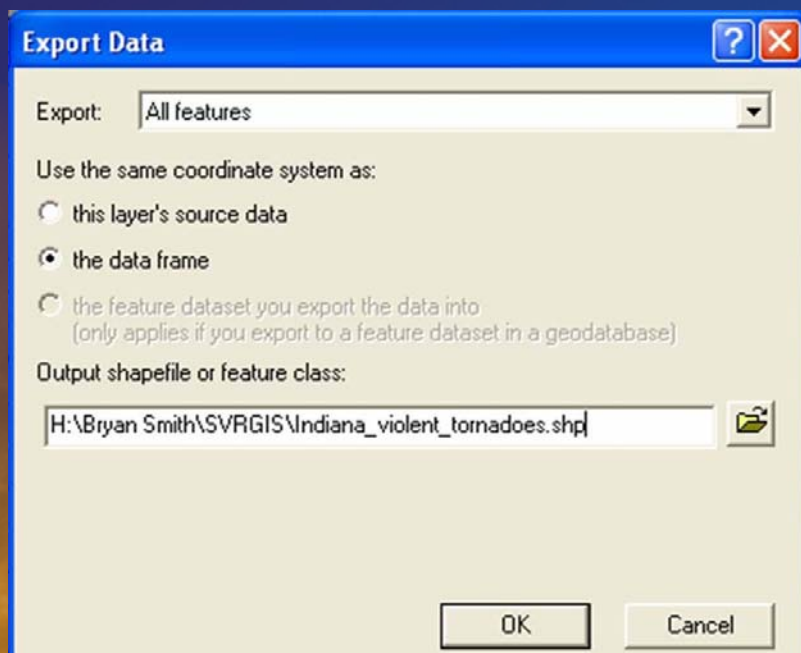 Export Data
Export: All features
Use the same coordinate system as:
this layer's source data
the data frame
the feature dataset you export the data into
(only applies if you export to a feature dataset in a geodatabase)
Output shapefile or feature class:
H:\Bryan Smith\SVRGIS\Indiana_violent_tornadoes.shp
OK Cancel